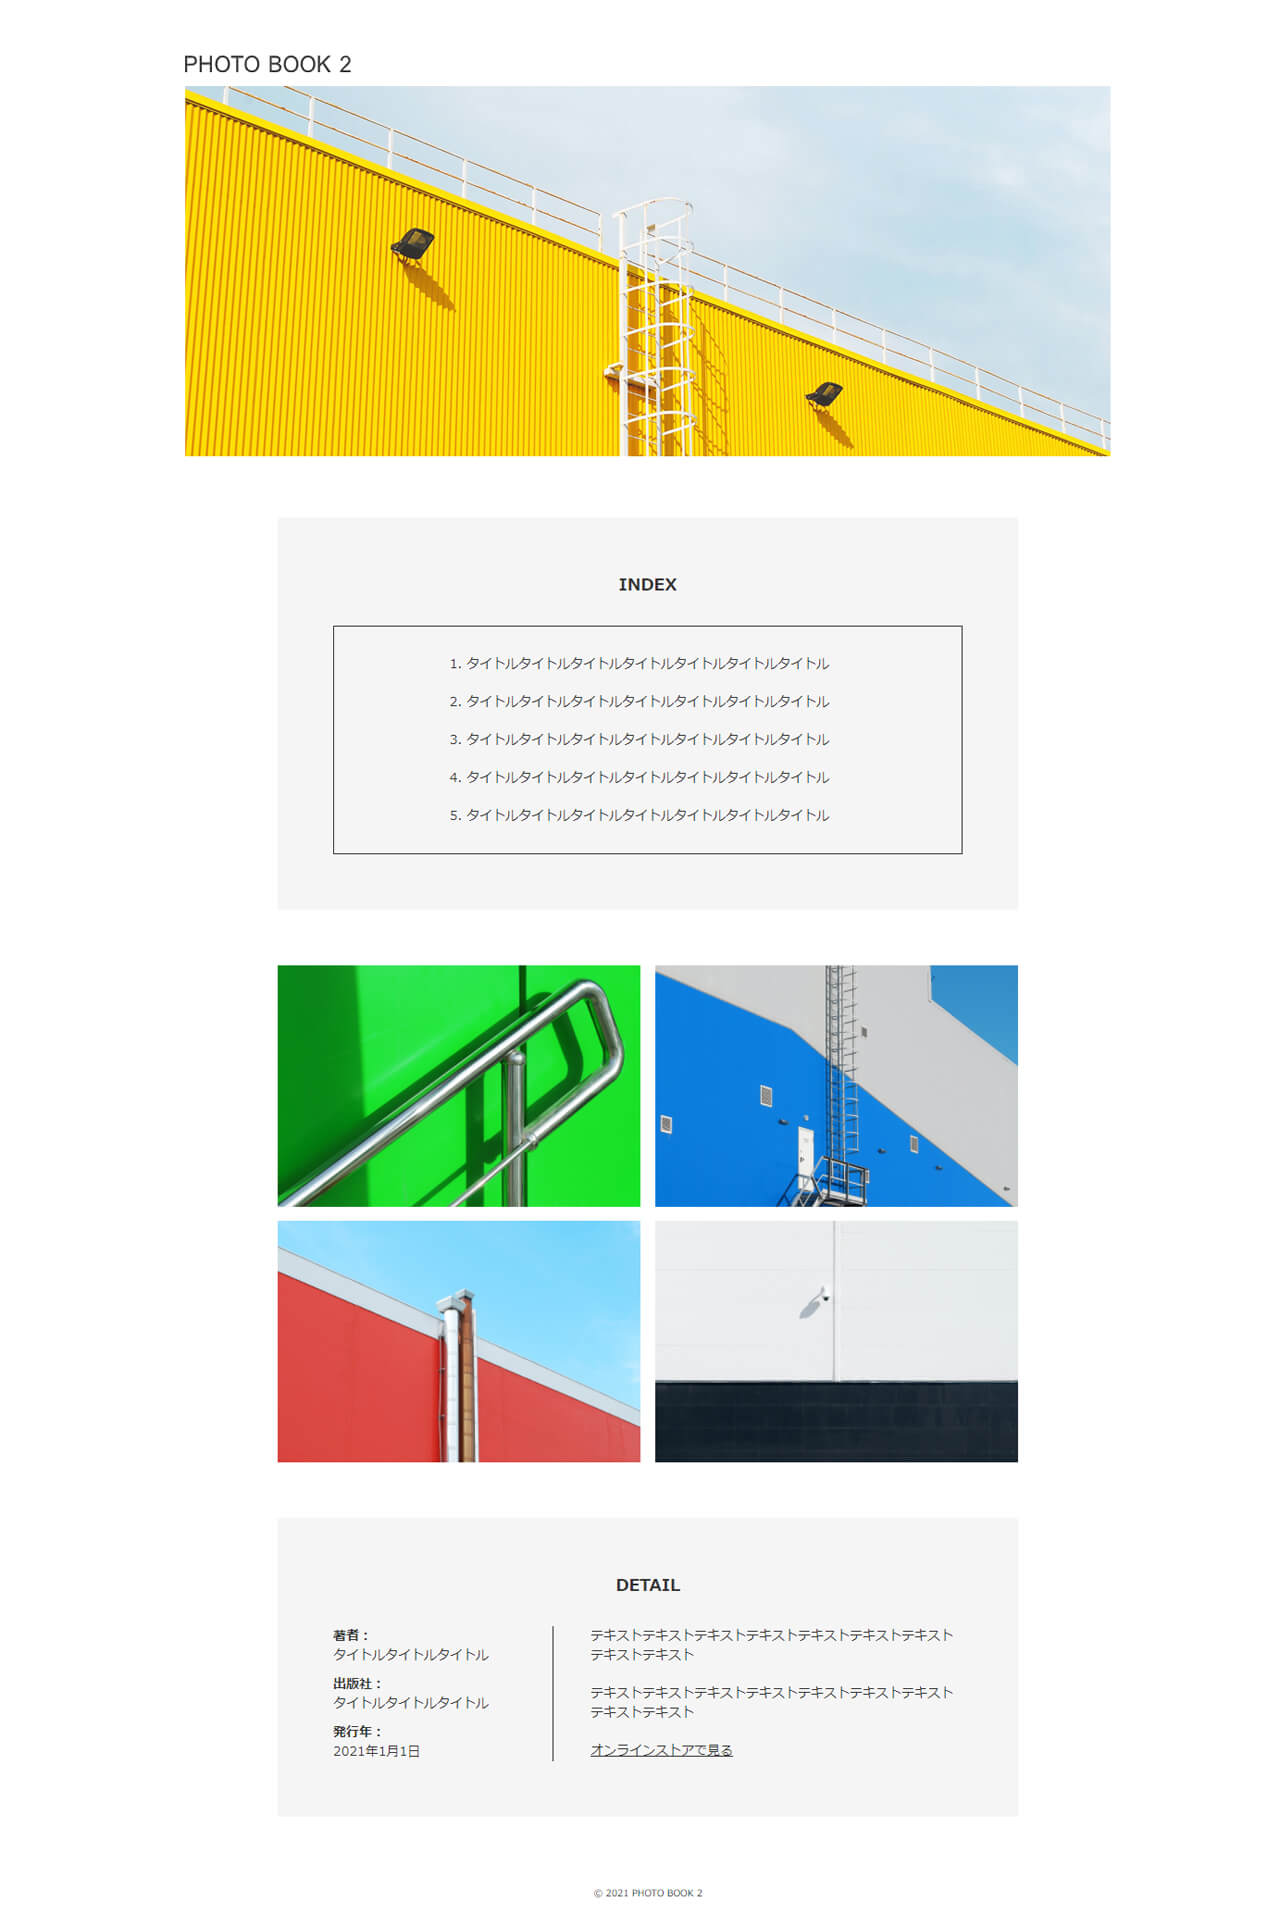 PHOTO BOOK 2
INDEX
1. タイトルタイトルタイトルタイトルタイトルタイトルタイトル
2. タイトルタイトルタイトルタイトルタイトルタイトルタイトル
3. タイトルタイトルタイトルタイトルタイトルタイトルタイトル
4. タイトルタイトルタイトルタイトルタイトルタイトルタイトル
5. タイトルタイトルタイトルタイトルタイトルタイトルタイトル
DETAIL
著者：
タイトルタイトルタイトル
出版社：
タイトルタイトルタイトル
発行年：
2021年1月1日
テキストテキストテキストテキストテキストテキストテキスト
テキストテキスト
テキストテキストテキストテキストテキストテキストテキスト
テキストテキスト
オンラインストアで見る
© 2021 PHOTO BOOK 2